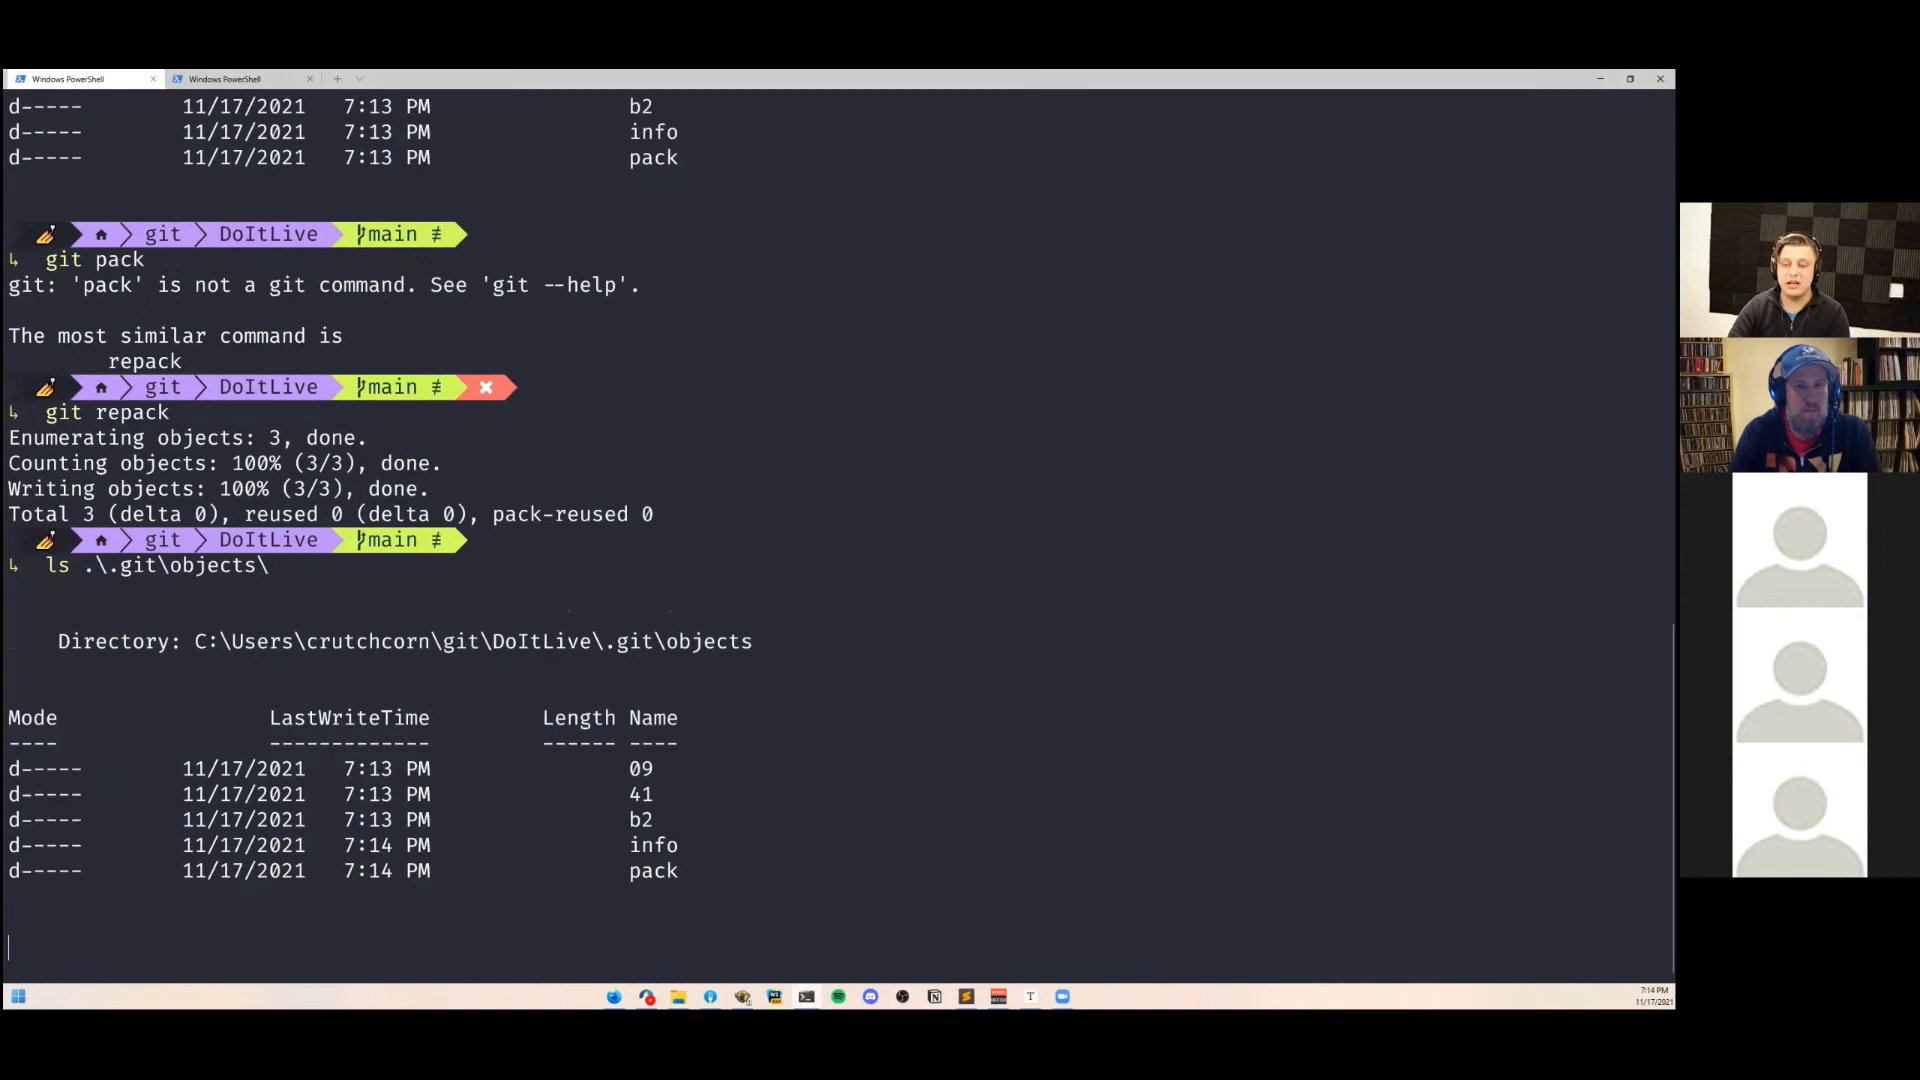 Windows PowerShell
Windows PowerShell
d----- 11/17/2021 7:13 PM b2
d----- 11/17/2021 7:13 PM info
d----- 11/17/2021 7:13 PM pack
git DoItLive main ≢
↳ git pack
git: 'pack' is not a git command. See 'git --help'.
The most similar command is
repack
git DoItLive main ≢
↳ git repack
Enumerating objects: 3, done.
Counting objects: 100% (3/3), done.
Writing objects: 100% (3/3), done.
Total 3 (delta 0), reused 0 (delta 0), pack-reused 0
git DoItLive main ≢
↳ ls .\.git\objects\
Directory: C:\Users\crutchcorn\git\DoItLive\.git\objects
Mode LastWriteTime Length Name
---- ------------- ------ ----
d----- 11/17/2021 7:13 PM 09
d----- 11/17/2021 7:13 PM 41
d----- 11/17/2021 7:13 PM b2
d----- 11/17/2021 7:14 PM info
d----- 11/17/2021 7:14 PM pack
7:14 PM
11/17/2021